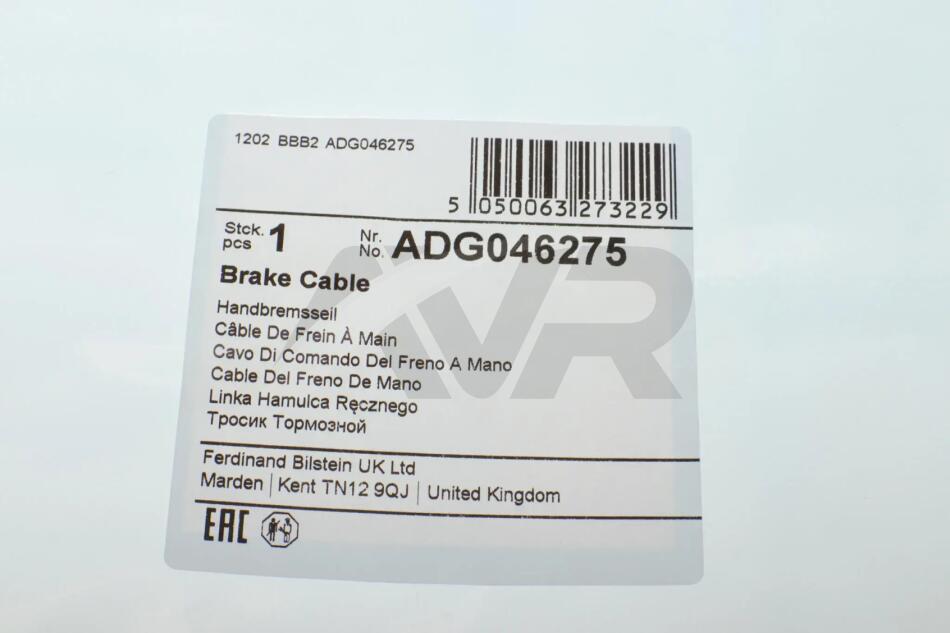 1202 BBB2 ADG046275
5 050063 273229
Stck. pcs 1 Nr. No. ADG046275
Brake Cable
Handbremsseil
Câble De Frein À Main
Cavo Di Comando Del Freno A Mano
Cable Del Freno De Mano
Linka Hamulca Ręcznego
Тросик Тормозной
Ferdinand Bilstein UK Ltd
Marden | Kent TN12 9QJ | United Kingdom
EAC
AVR